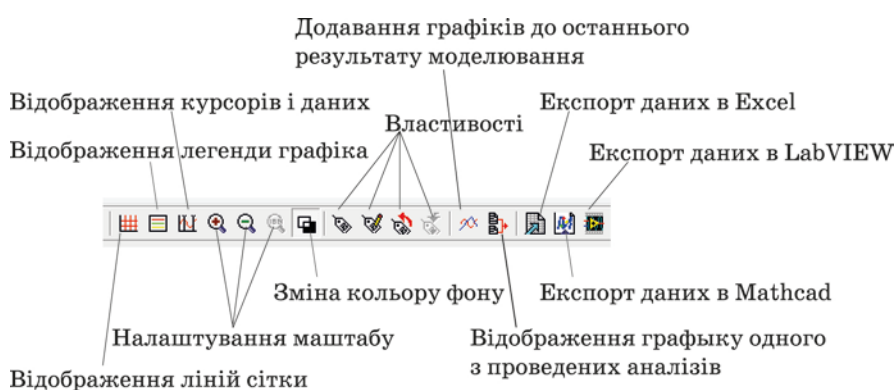 Додавання графіків до останнього
результату моделювання
Відображення курсорів і даних
Експорт даних в Excel
Властивості
Відображення легенди графіка
Експорт даних в LabVIEW
Зміна кольору фону
Експорт даних в Mathcad
Налаштування маштабу
Відображення графыку одного
з проведених аналізів
Відображення ліній сітки